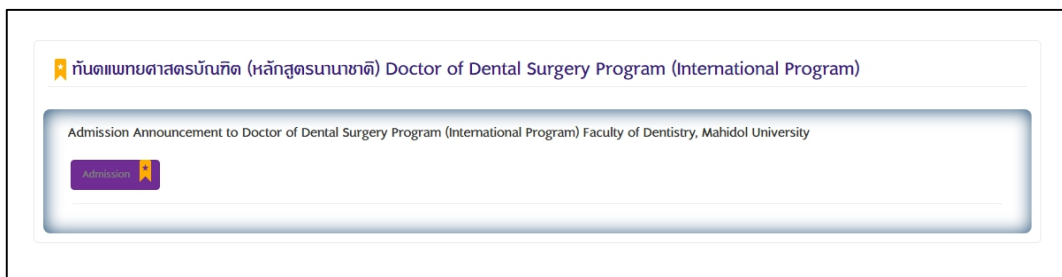 ทันตแพทยศาสตรบัณฑิต (หลักสูตรนานาชาติ) Doctor of Dental Surgery Program (International Program)
Admission Announcement to Doctor of Dental Surgery Program (International Program) Faculty of Dentistry, Mahidol University
Admission